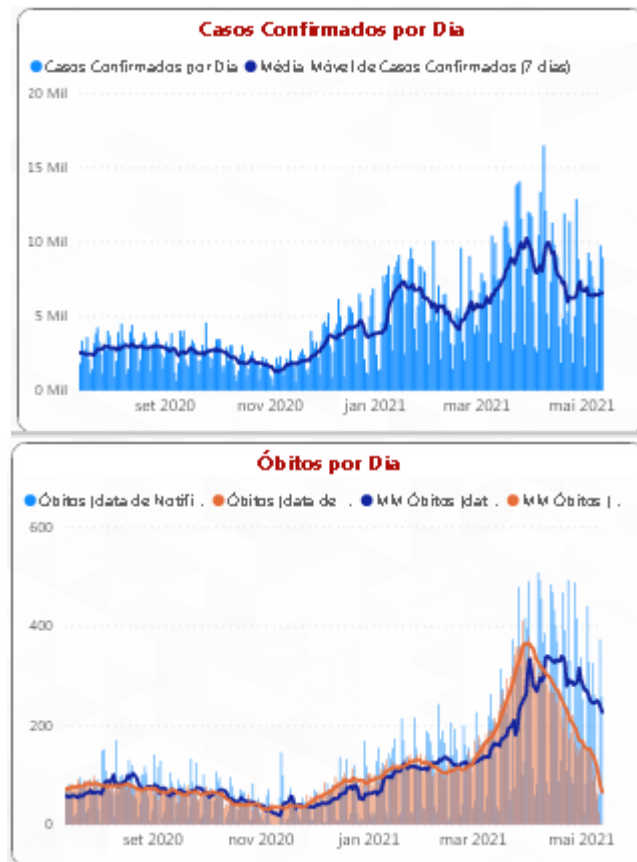 Casos Confirmados por Dia
Casos Confirmados por Dia Média Móvel de Casos Confirmados (7 dias)
20 Mil
15 Mil
10 Mil
5 Mil
0 Mil
set 2020 nov 2020 jan 2021 mar 2021 mai 2021
Óbitos por Dia
Óbitos (data de Notifi... Óbitos (data de ... MM Óbitos (dat... MM Óbitos (...
600
400
200
0
set 2020 nov 2020 jan 2021 mar 2021 mai 2021